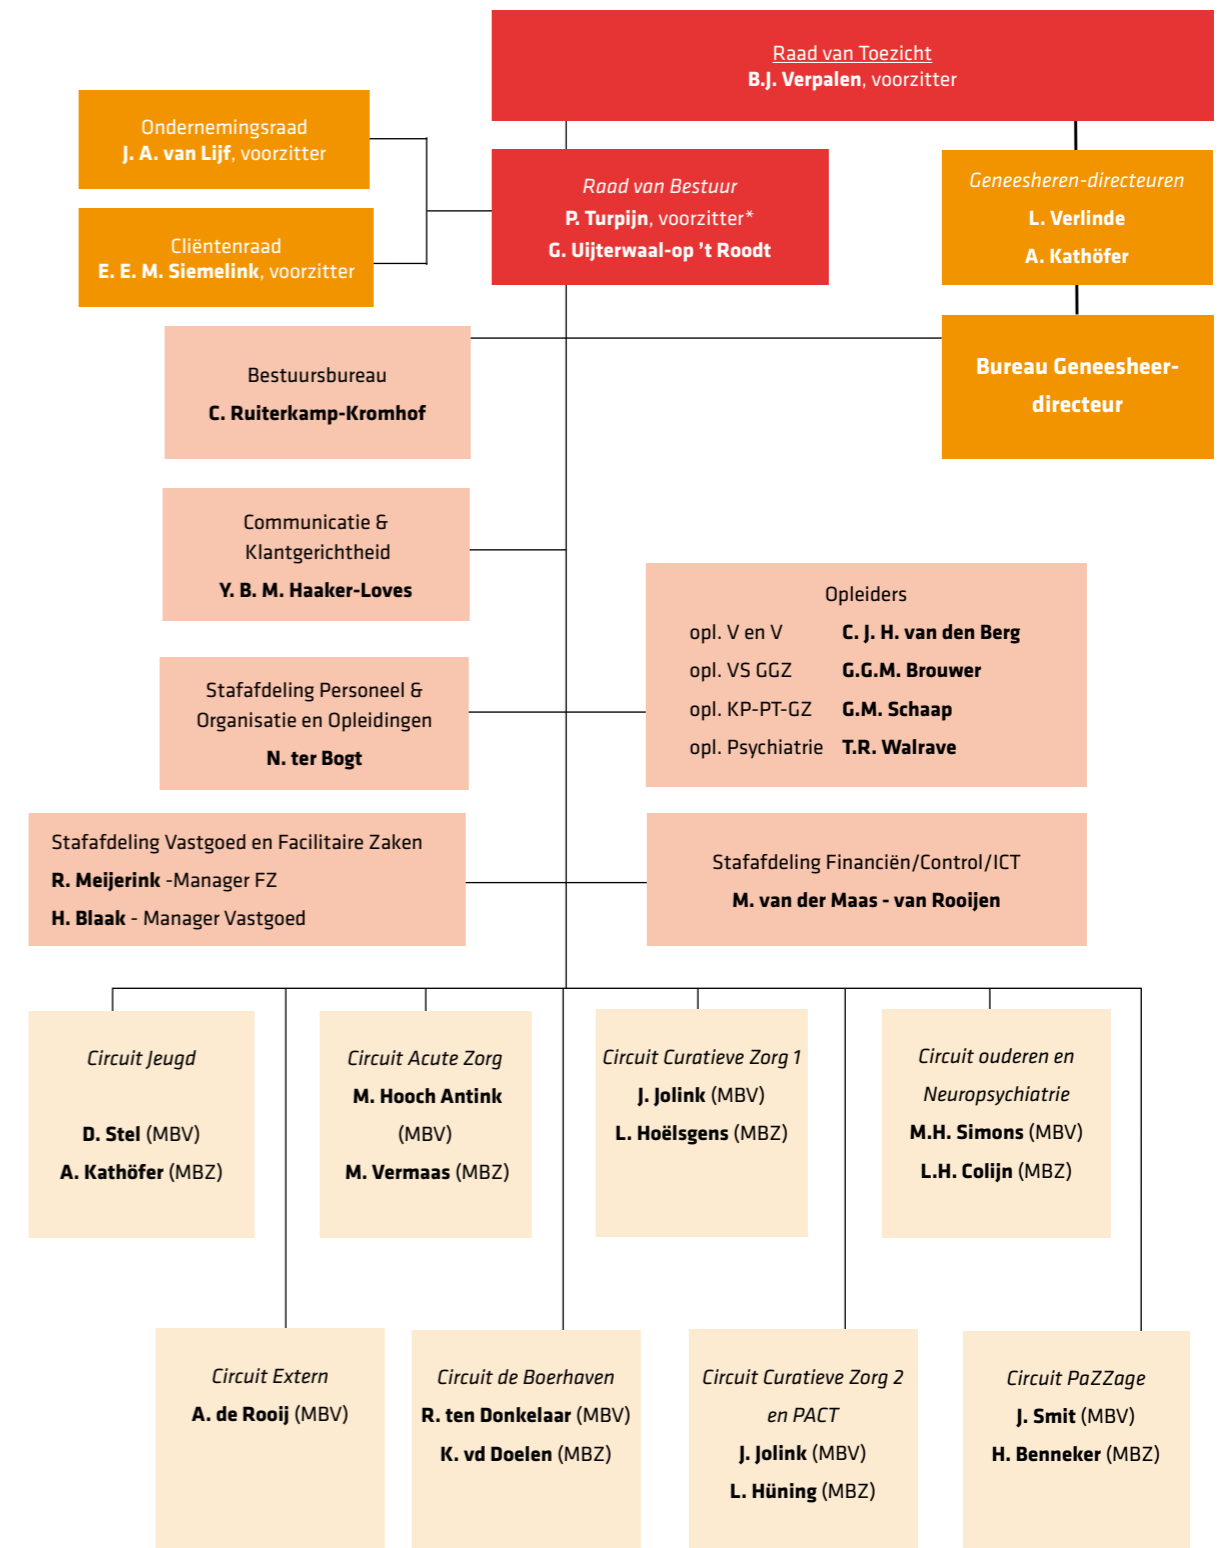 Raad van Toezicht
B.J. Verpalen, voorzitter
Ondernemingsraad
J. A. van Lijf, voorzitter
Cliëntenraad
E. E. M. Siemelink, voorzitter
Raad van Bestuur
P. Turpijn, voorzitter*
G. Uijterwaal-op ’t Roodt
Geneesheren-directeuren
L. Verlinde
A. Kathöfer
Bureau Geneesheer-
directeur
Bestuursbureau
C. Ruiterkamp-Kromhof
Communicatie &
Klantgerichtheid
Y. B. M. Haaker-Loves
Stafafdeling Personeel &
Organisatie en Opleidingen
N. ter Bogt
Opleiders
opl. V en V C. J. H. van den Berg
opl. VS GGZ G.G.M. Brouwer
opl. KP-PT-GZ G.M. Schaap
opl. Psychiatrie T.R. Walrave
Stafafdeling Vastgoed en Facilitaire Zaken
R. Meijerink -Manager FZ
H. Blaak - Manager Vastgoed
Stafafdeling Financiën/Control/ICT
M. van der Maas - van Rooijen
Circuit Jeugd
D. Stel (MBV)
A. Kathöfer (MBZ)
Circuit Acute Zorg
M. Hooch Antink
(MBV)
M. Vermaas (MBZ)
Circuit Curatieve Zorg 1
J. Jolink (MBV)
L. Hoëlsgens (MBZ)
Circuit ouderen en
Neuropsychiatrie
M.H. Simons (MBV)
L.H. Colijn (MBZ)
Circuit Extern
A. de Rooij (MBV)
Circuit de Boerhaven
R. ten Donkelaar (MBV)
K. vd Doelen (MBZ)
Circuit Curatieve Zorg 2
en PACT
J. Jolink (MBV)
L. Hüning (MBZ)
Circuit PaZZage
J. Smit (MBV)
H. Benneker (MBZ)